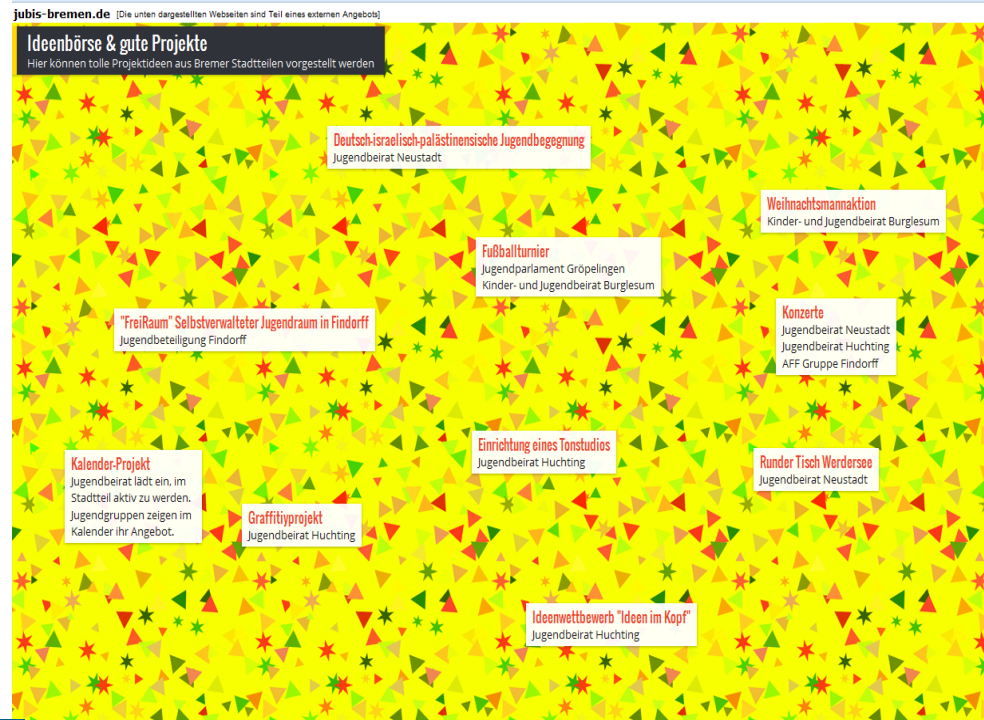 jubis-bremen.de [Die unten dargestellten Webseiten sind Teil eines externen Angebots]
Ideenbörse & gute Projekte
Hier können tolle Projektideen aus Bremer Stadtteilen vorgestellt werden
Deutsch-israelisch-palästinensische Jugendbegegnung
Jugendbeirat Neustadt
Weihnachtsmannaktion
Kinder- und Jugendbeirat Burglesum
Fußballturnier
Jugendparlament Gröpelingen
Kinder- und Jugendbeirat Burglesum
"FreiRaum" Selbstverwalteter Jugendraum in Findorff
Jugendbeteiligung Findorff
Konzerte
Jugendbeirat Neustadt
Jugendbeirat Huchting
AFF Gruppe Findorff
Einrichtung eines Tonstudios
Jugendbeirat Huchting
Runder Tisch Werdersee
Jugendbeirat Neustadt
Kalender-Projekt
Jugendbeirat lädt ein, im
Stadtteil aktiv zu werden.
Jugendgruppen zeigen im
Kalender ihr Angebot.
Graffitiyprojekt
Jugendbeirat Huchting
Ideenwettbewerb "Ideen im Kopf"
Jugendbeirat Huchting